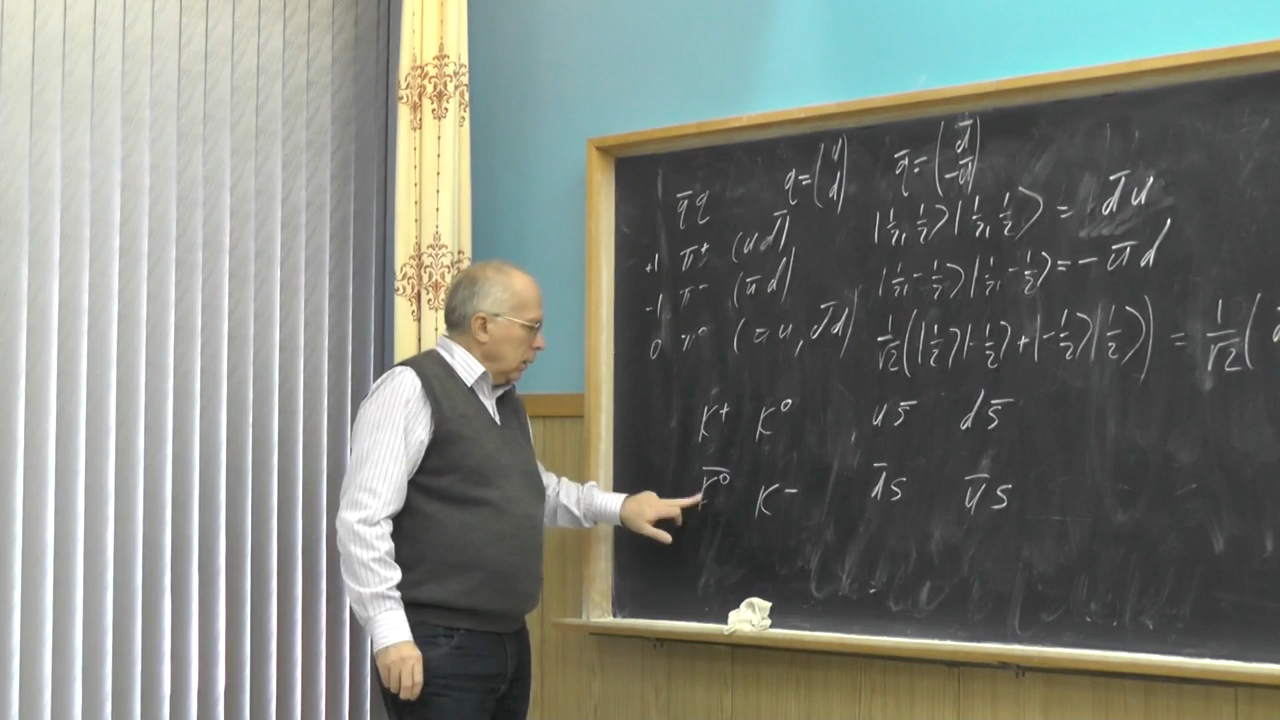 q̄q q=(u d) q̄=(d̄ -ū)
+1 π⁺ (ud̄) |½,½⟩|½,½⟩ = d̄u
-1 π⁻ (ūd) |½,-½⟩|½,-½⟩ = -ūd
0 π⁰ (ūu, d̄d) 1/√2(|½⟩|-½⟩+|-½⟩|½⟩) = 1/√2(
K⁺ K⁰ us̄ ds̄
K̄⁰ K⁻ d̄s ūs